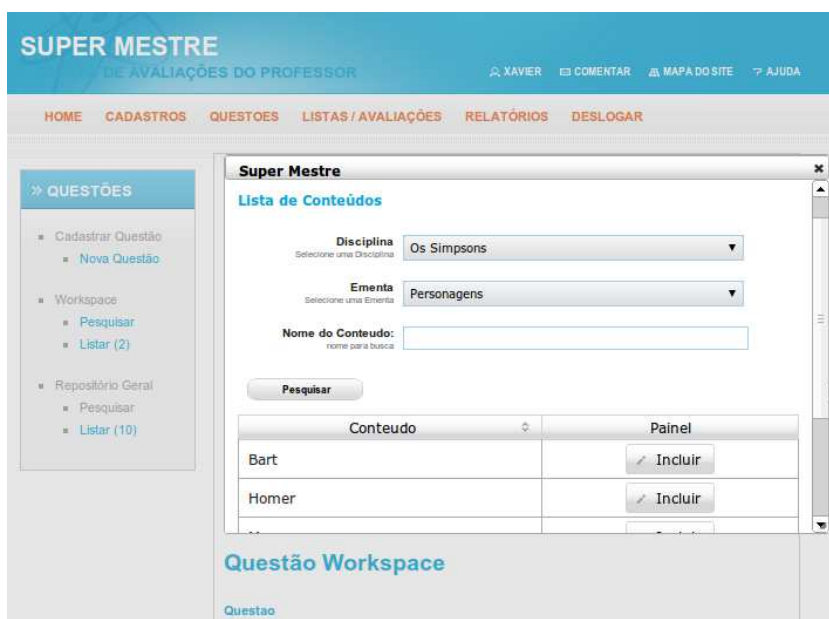 SUPER MESTRE
DE AVALIAÇÕES DO PROFESSOR
XAVIER COMENTAR MAPA DO SITE AJUDA
HOME CADASTROS QUESTOES LISTAS / AVALIAÇÕES RELATÓRIOS DESLOGAR
» QUESTÕES
Cadastrar Questão
Nova Questão
Workspace
Pesquisar
Listar (2)
Repositório Geral
Pesquisar
Listar (10)
Super Mestre
Lista de Conteúdos
Disciplina
Selecione uma Disciplina
Os Simpsons
Ementa
Selecione uma Ementa
Personagens
Nome do Conteudo:
nome para busca
Pesquisar
Conteudo Painel
Bart Incluir
Homer Incluir
Questão Workspace
Questao